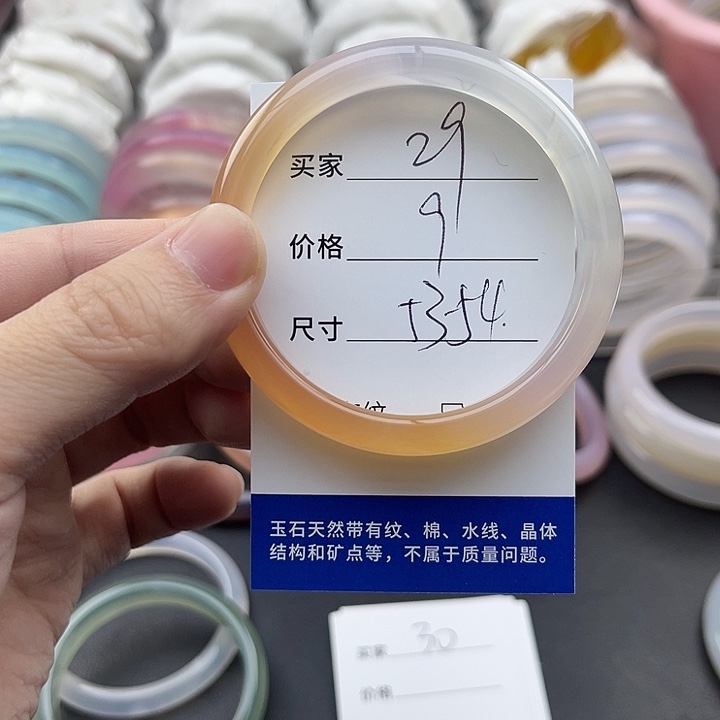 买家 29
价格 9
尺寸 53-54.
纹 口
玉石天然带有纹、棉、水线、晶体
结构和矿点等，不属于质量问题。
买家 30
价格